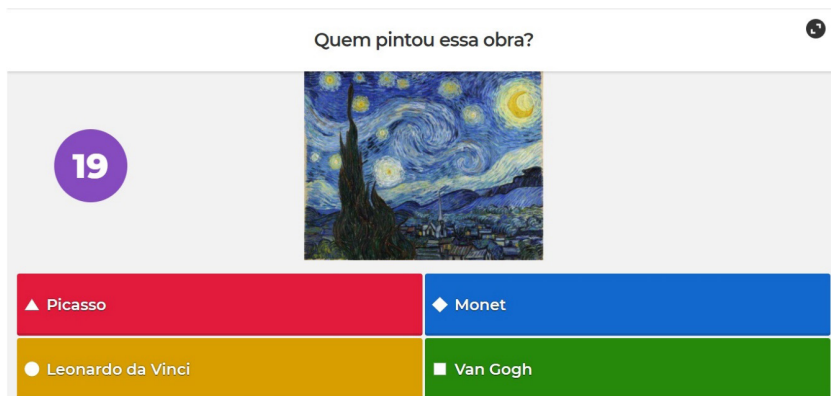 Quem pintou essa obra?
19
Picasso
Monet
Leonardo da Vinci
Van Gogh